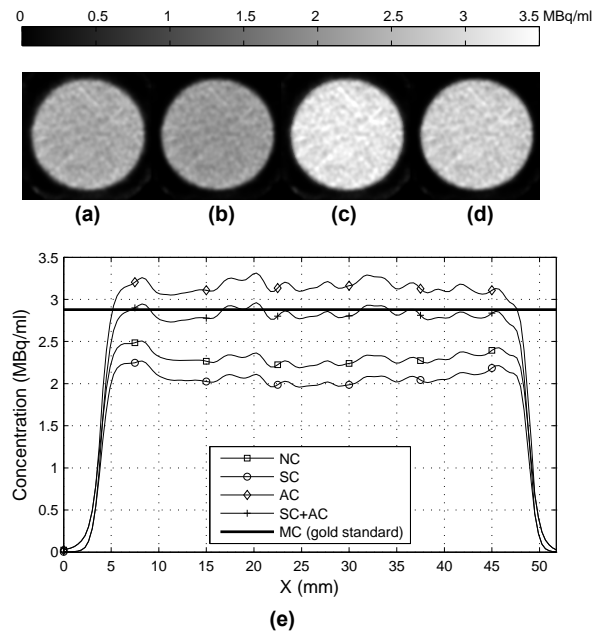 0 0.5 1 1.5 2 2.5 3 3.5 MBq/ml
(a) (b) (c) (d)
3.5
3
2.5
2
1.5
1
0.5
0
Concentration (MBq/ml)
NC
SC
AC
SC+AC
MC (gold standard)
0 5 10 15 20 25 30 35 40 45 50
X (mm)
(e)